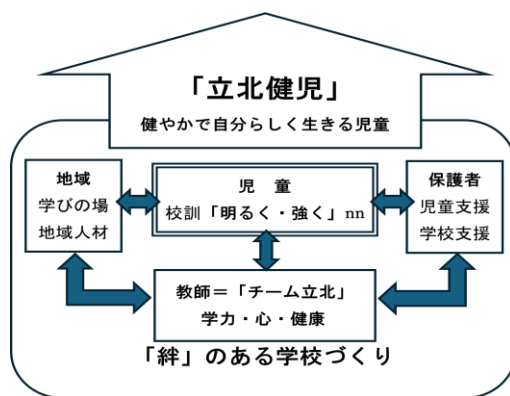 「立北健児」
健やかで自分らしく生きる児童
地域
学びの場
地域人材
児　童
校訓「明るく・強く」nn
保護者
児童支援
学校支援
教師＝「チーム立北」
学力・心・健康
「絆」のある学校づくり